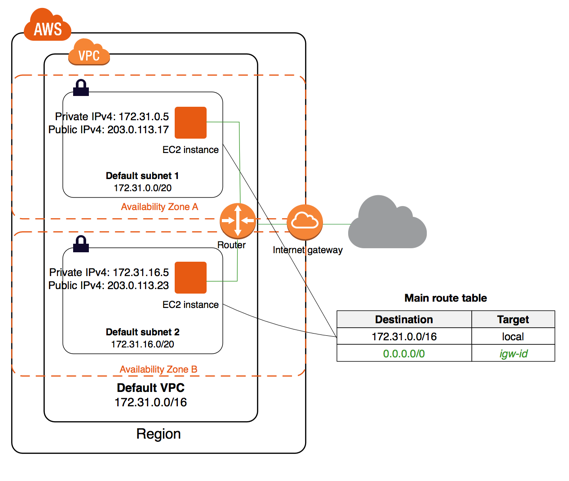 AWS
VPC
Private IPv4: 172.31.0.5
Public IPv4: 203.0.113.17
EC2 instance
Default subnet 1
172.31.0.0/20
Availability Zone A
Router
Internet gateway
Private IPv4: 172.31.16.5
Public IPv4: 203.0.113.23
EC2 instance
Default subnet 2
172.31.16.0/20
Availability Zone B
Default VPC
172.31.0.0/16
Region
Main route table
Destination Target
172.31.0.0/16 local
0.0.0.0/0 igw-id